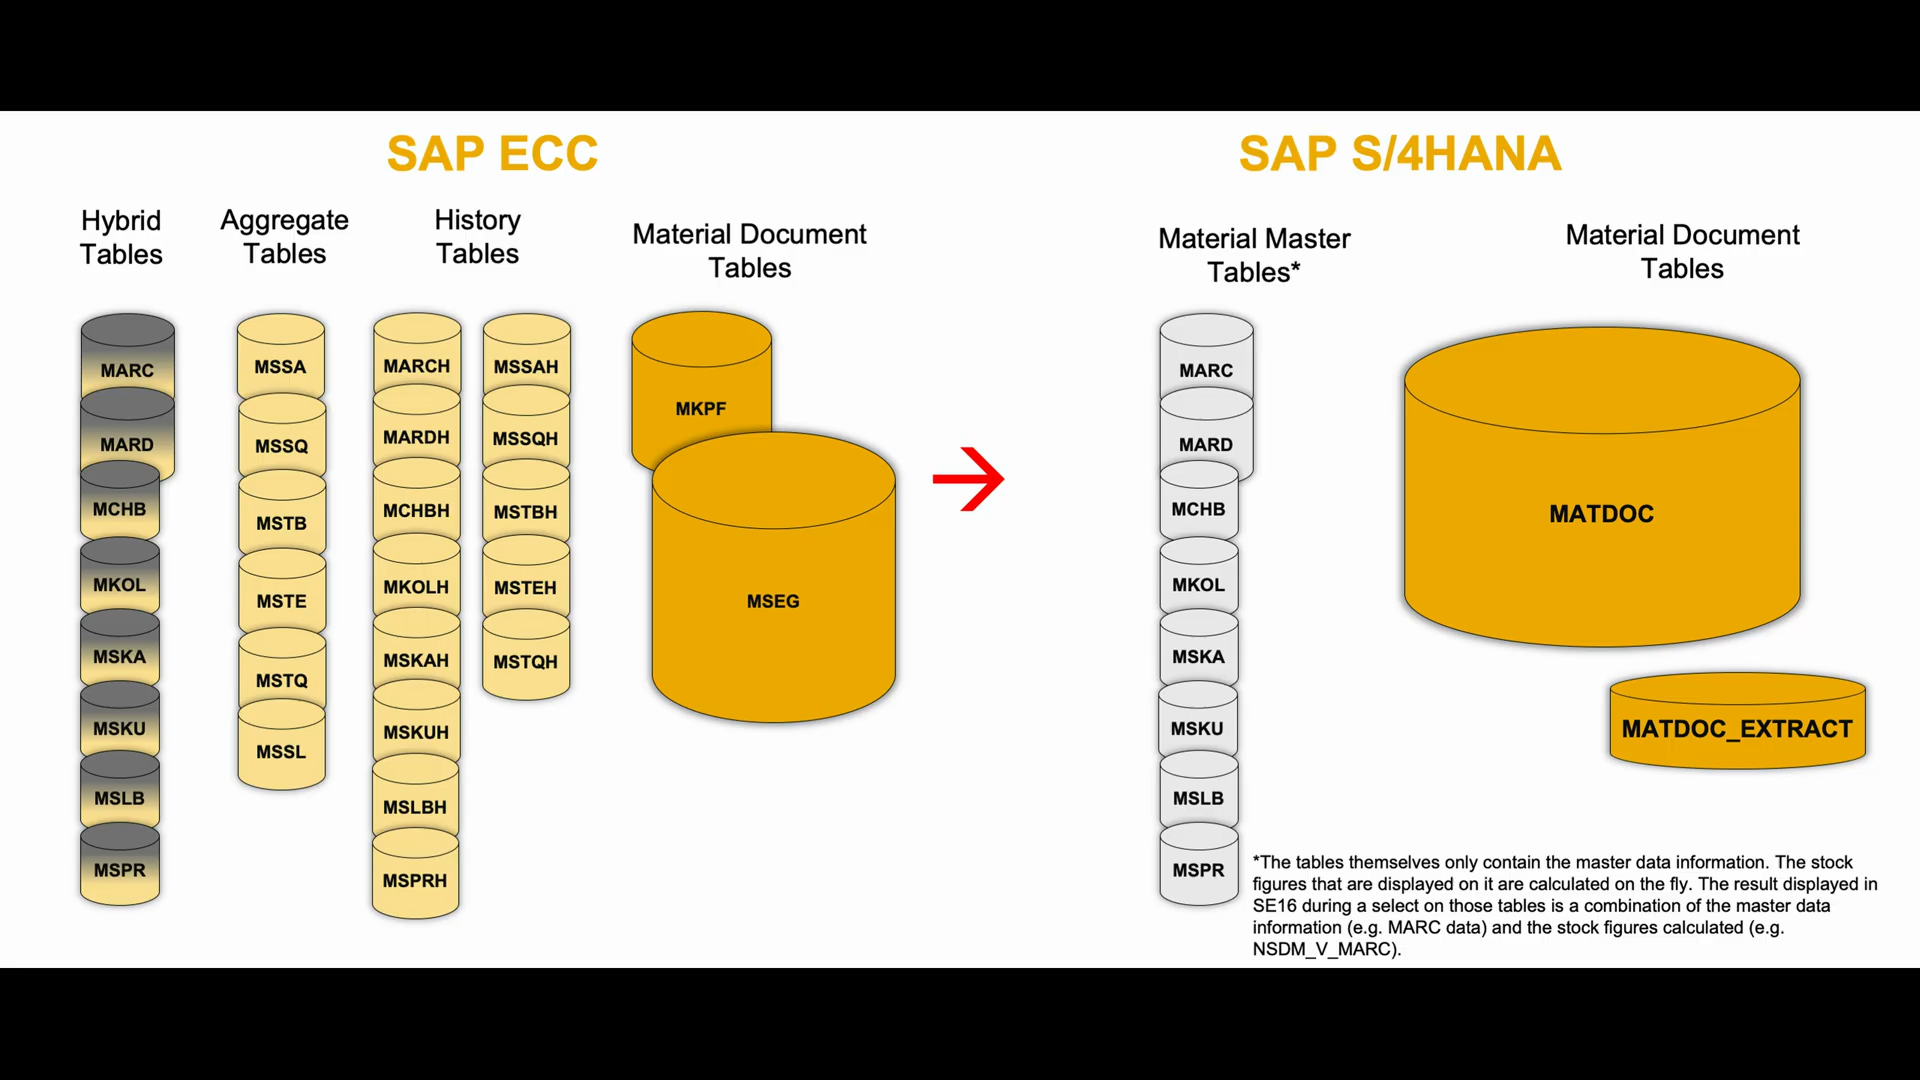 SAP ECC
Hybrid
Tables
Aggregate
Tables
History
Tables
Material Document
Tables
MARC
MARD
MCHB
MKOL
MSKA
MSKU
MSLB
MSPR
MSSA
MSSQ
MSTB
MSTE
MSTQ
MSSL
MARCH
MARDH
MCHBH
MKOLH
MSKAH
MSKUH
MSLBH
MSPRH
MSSAH
MSSQH
MSTBH
MSTEH
MSTQH
MKPF
MSEG
SAP S/4HANA
Material Master
Tables*
Material Document
Tables
MARC
MARD
MCHB
MKOL
MSKA
MSKU
MSLB
MSPR
MATDOC
MATDOC_EXTRACT
*The tables themselves only contain the master data information. The stock
figures that are displayed on it are calculated on the fly. The result displayed in
SE16 during a select on those tables is a combination of the master data
information (e.g. MARC data) and the stock figures calculated (e.g.
NSDM_V_MARC).